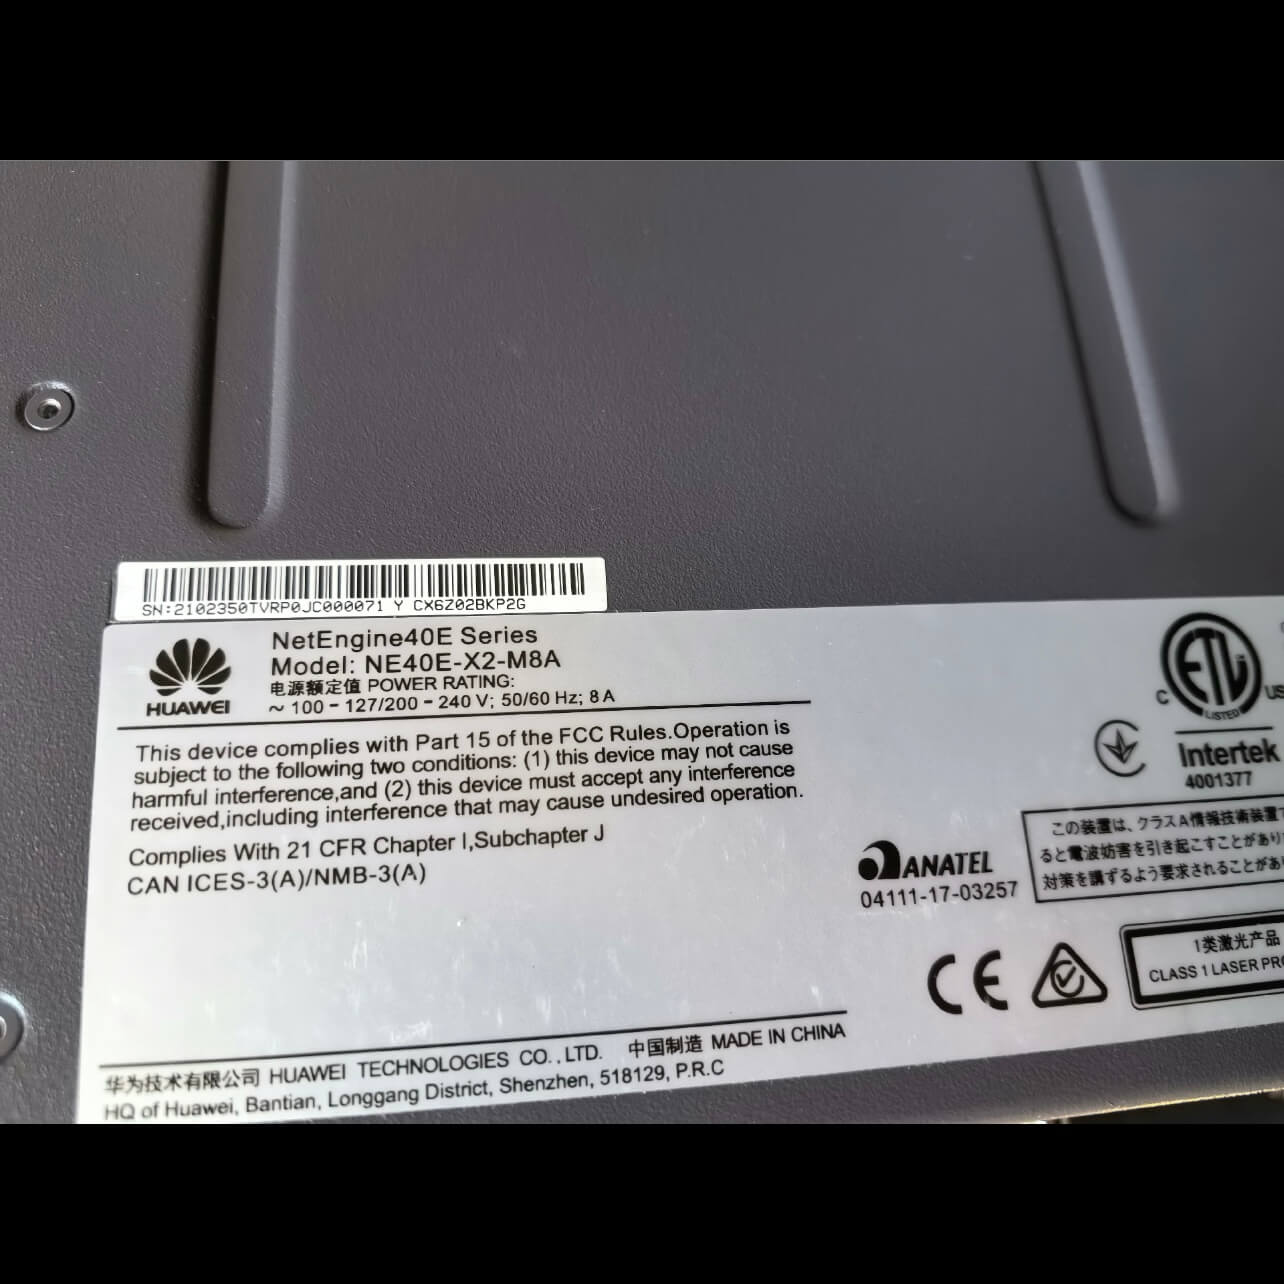 SN:2102350TVRP0JC000071 Y CX6Z02BKP2G
HUAWEI
NetEngine40E Series
Model: NE40E-X2-M8A
电源额定值 POWER RATING:
~ 100 - 127/200 - 240 V; 50/60 Hz; 8 A
This device complies with Part 15 of the FCC Rules.Operation is
subject to the following two conditions: (1) this device may not cause
harmful interference,and (2) this device must accept any interference
received,including interference that may cause undesired operation.
Complies With 21 CFR Chapter I,Subchapter J
CAN ICES-3(A)/NMB-3(A)
C ETL US
LISTED
Intertek
4001377
ANATEL
04111-17-03257
この装置は、クラスA情報技術装置で
ると電波妨害を引き起こすことがあり
対策を講ずるよう要求されることがあ
CE
1类激光产品
CLASS 1 LASER PRO
华为技术有限公司 HUAWEI TECHNOLOGIES CO.,LTD. 中国制造 MADE IN CHINA
HQ of Huawei, Bantian, Longgang District, Shenzhen, 518129, P.R.C